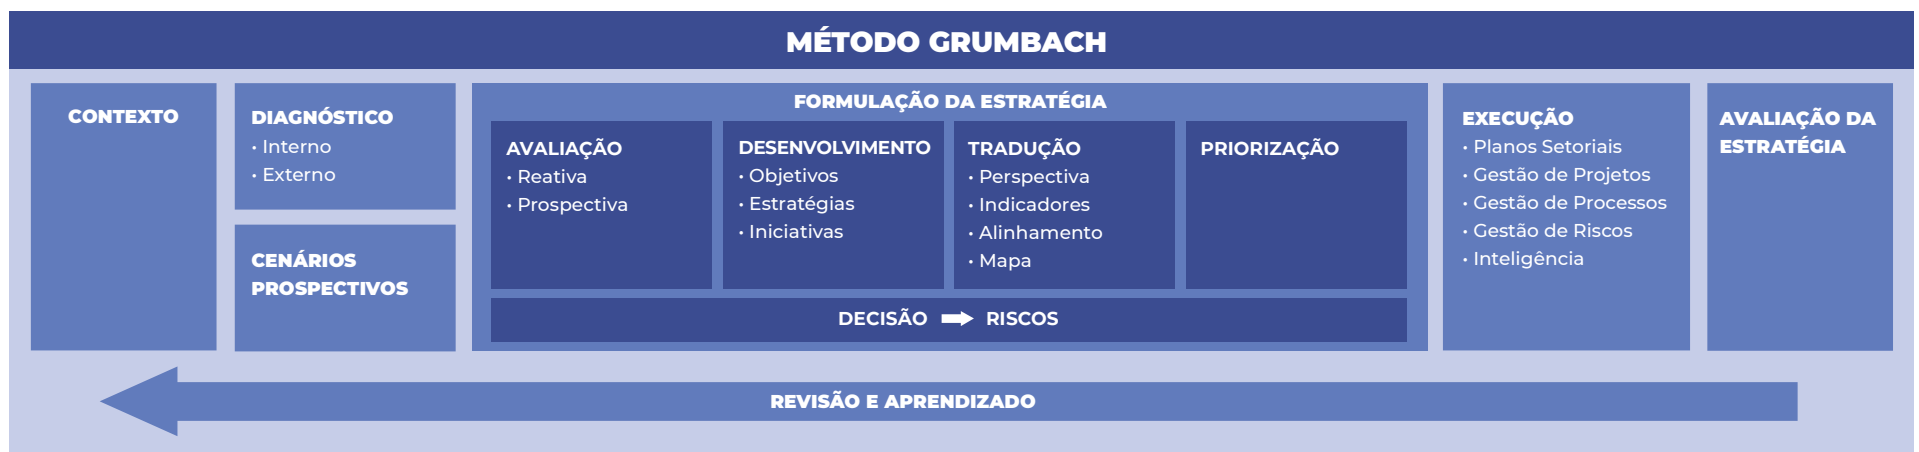 MÉTODO GRUMBACH
CONTEXTO
DIAGNÓSTICO
• Interno
• Externo
CENÁRIOS
PROSPECTIVOS
FORMULAÇÃO DA ESTRATÉGIA
AVALIAÇÃO
• Reativa
• Prospectiva
DESENVOLVIMENTO
• Objetivos
• Estratégias
• Iniciativas
TRADUÇÃO
• Perspectiva
• Indicadores
• Alinhamento
• Mapa
PRIORIZAÇÃO
DECISÃO ➡ RISCOS
EXECUÇÃO
• Planos Setoriais
• Gestão de Projetos
• Gestão de Processos
• Gestão de Riscos
• Inteligência
AVALIAÇÃO DA
ESTRATÉGIA
REVISÃO E APRENDIZADO